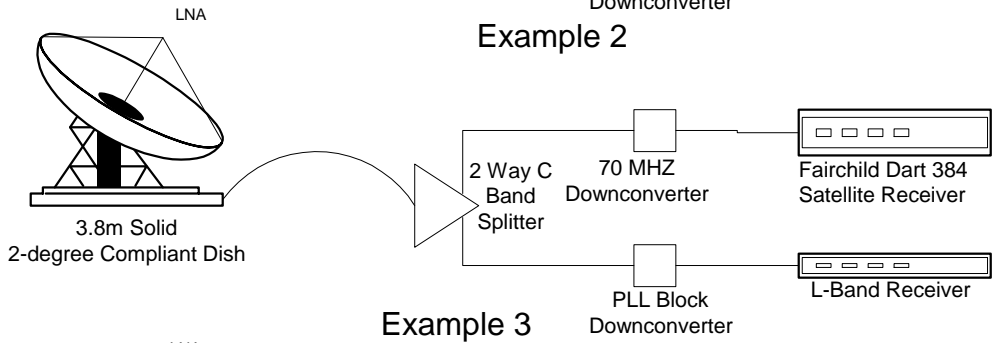 Downconverter
LNA
Example 2
2 Way C
Band
Splitter
70 MHZ
Downconverter
Fairchild Dart 384
Satellite Receiver
3.8m Solid
2-degree Compliant Dish
PLL Block
Downconverter
L-Band Receiver
Example 3